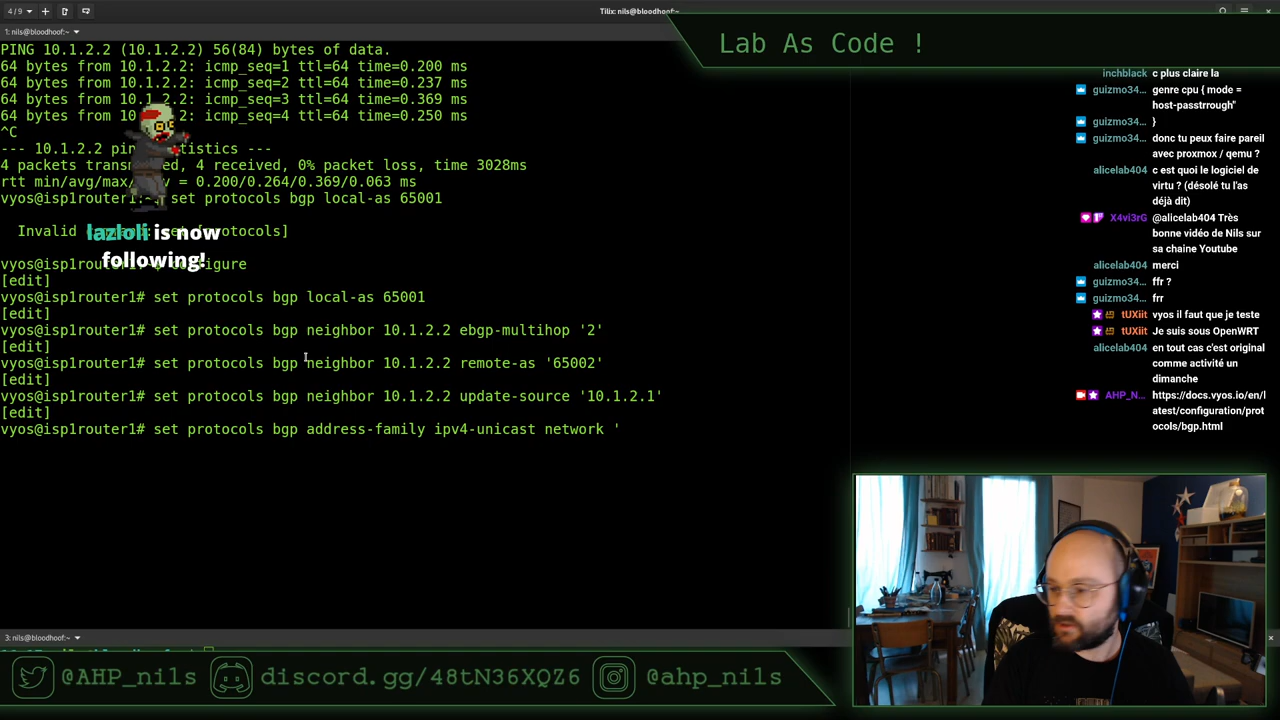 4 / 9
Tilix: nils@bloodhoof:~
1: nils@bloodhoof:~
Lab As Code !
PING 10.1.2.2 (10.1.2.2) 56(84) bytes of data.
64 bytes from 10.1.2.2: icmp_seq=1 ttl=64 time=0.200 ms
64 bytes from 10.1.2.2: icmp_seq=2 ttl=64 time=0.237 ms
64 bytes from 10.1.2.2: icmp_seq=3 ttl=64 time=0.369 ms
64 bytes from 10.1.2.2: icmp_seq=4 ttl=64 time=0.250 ms
^C
--- 10.1.2.2 ping statistics ---
4 packets transmitted, 4 received, 0% packet loss, time 3028ms
rtt min/avg/max/ = 0.200/0.264/0.369/0.063 ms
vyos@isp1router1:~$ set protocols bgp local-as 65001
Invalid set [protocols]
lazloli is now
following!
vyos@isp1router1:~$ configure
[edit]
vyos@isp1router1# set protocols bgp local-as 65001
[edit]
vyos@isp1router1# set protocols bgp neighbor 10.1.2.2 ebgp-multihop '2'
[edit]
vyos@isp1router1# set protocols bgp neighbor 10.1.2.2 remote-as '65002'
[edit]
vyos@isp1router1# set protocols bgp neighbor 10.1.2.2 update-source '10.1.2.1'
[edit]
vyos@isp1router1# set protocols bgp address-family ipv4-unicast network '
inchblack c plus claire la
guizmo34... genre cpu { mode =
host-passtrrough"
guizmo34... }
guizmo34... donc tu peux faire pareil
avec proxmox / qemu ?
alicelab404 c est quoi le logiciel de
virtu ? (désolé tu l'as
déjà dit)
X4vi3rG @alicelab404 Très
bonne vidéo de Nils sur
sa chaine Youtube
alicelab404 merci
guizmo34... ffr ?
guizmo34... frr
tUXiit vyos il faut que je teste
tUXiit Je suis sous OpenWRT
alicelab404 en tout cas c'est original
comme activité un
dimanche
AHP_N... https://docs.vyos.io/en/l
atest/configuration/prot
ocols/bgp.html
3: nils@bloodhoof:~
@AHP_nils discord.gg/48tN36XQZ6 @ahp_nils